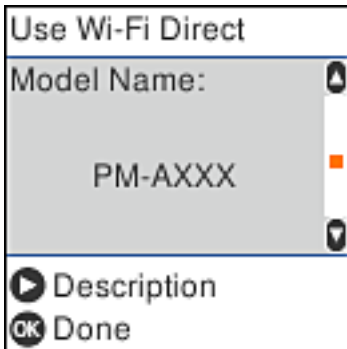 Use Wi-Fi Direct
Model Name:
PM-AXXX
Description
OK Done